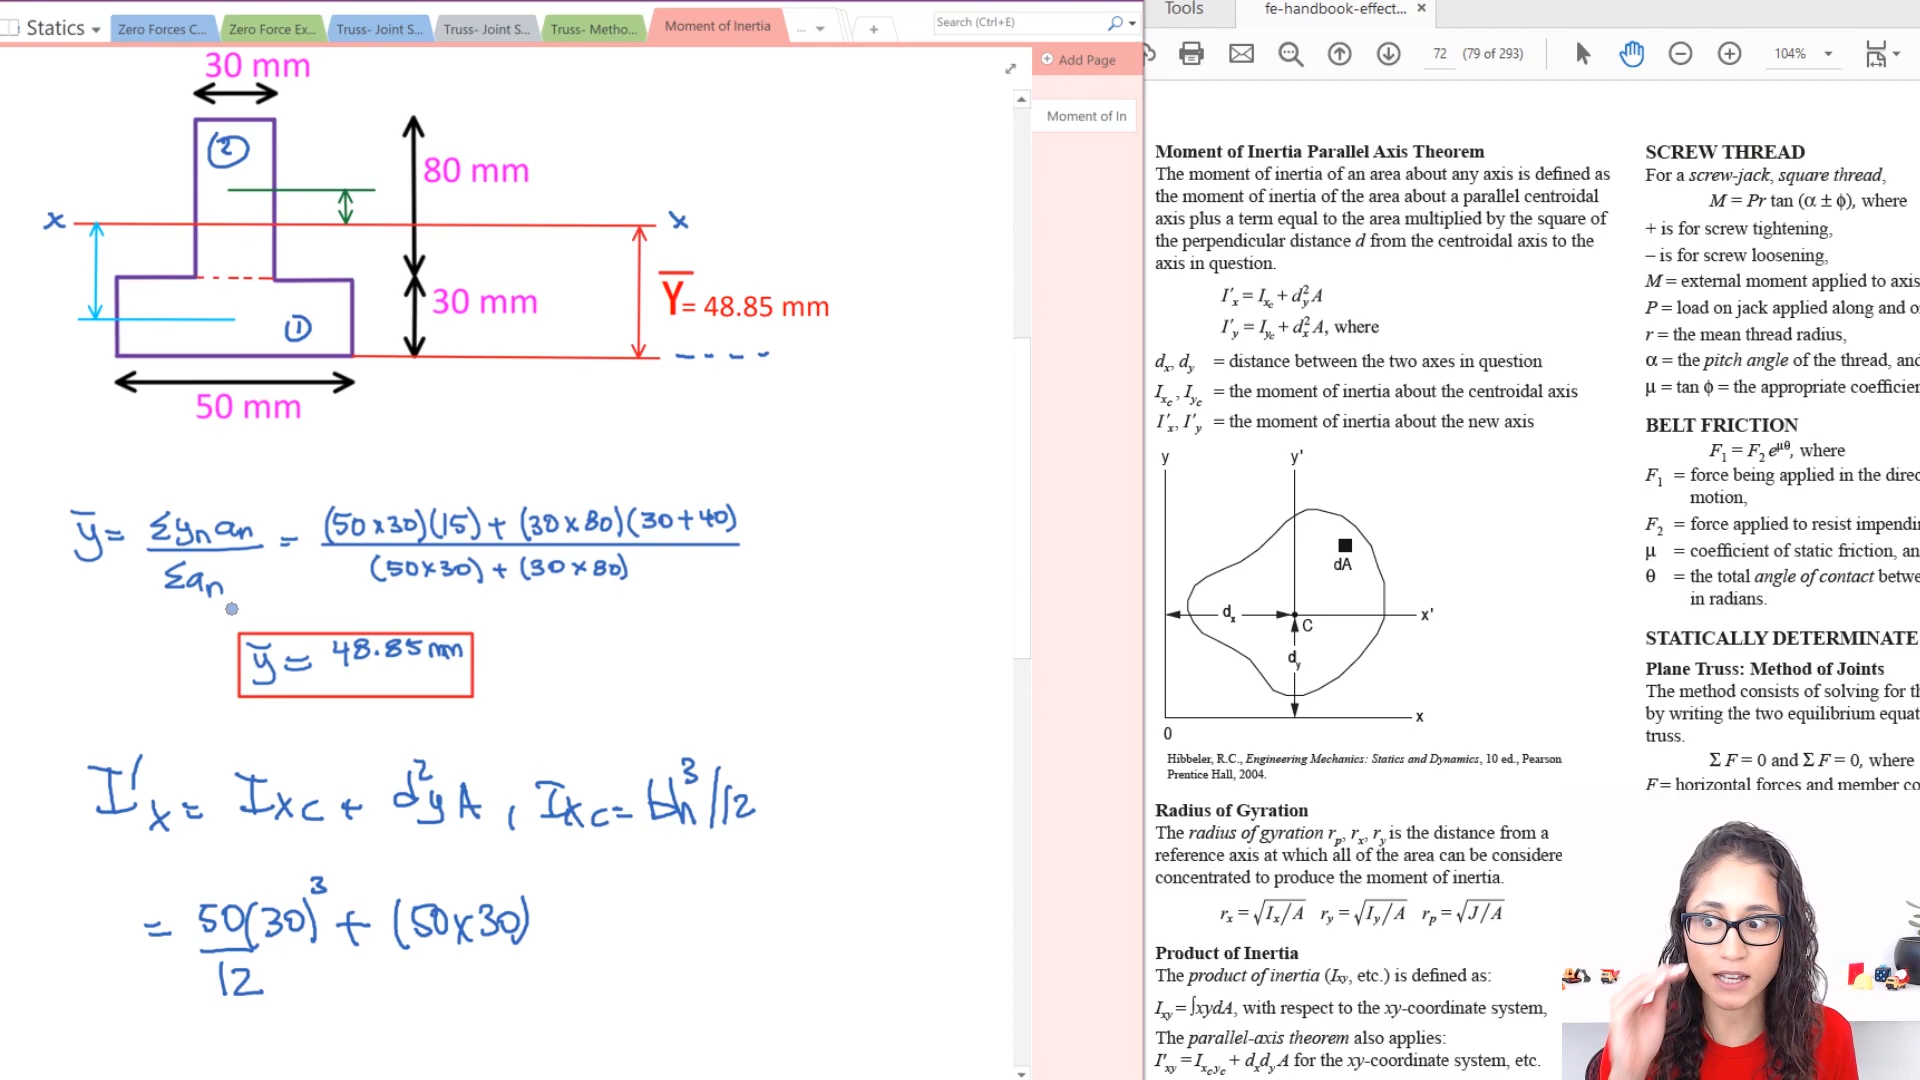 Statics
Zero Forces C...
Zero Force Ex...
Truss- Joint S...
Truss- Joint S...
Truss- Metho...
Moment of Inertia
...
Search (Ctrl+E)
Add Page
Moment of In
30 mm
②
80 mm
x
x
30 mm
Y̅= 48.85 mm
①
50 mm
y̅ = Σyₙaₙ/Σaₙ = (50x30)(15) + (30x80)(30+40)/(50x30) + (30x80)
y̅ = 48.85 mm
I'x = Ixc + dy²A, Ixc = bh³/12
= 50(30)³/12 + (50x30)
Tools
fe-handbook-effect...
72
(79 of 293)
104%
Moment of Inertia Parallel Axis Theorem
The moment of inertia of an area about any axis is defined as
the moment of inertia of the area about a parallel centroidal
axis plus a term equal to the area multiplied by the square of
the perpendicular distance d from the centroidal axis to the
axis in question.
I'x = Ixc + dy²A
I'y = Iyc + dx²A, where
dx, dy = distance between the two axes in question
Ixc, Iyc = the moment of inertia about the centroidal axis
I'x, I'y = the moment of inertia about the new axis
y
y'
dA
dx
C
x'
dy
x
0
Hibbeler, R.C., Engineering Mechanics: Statics and Dynamics, 10 ed., Pearson
Prentice Hall, 2004.
Radius of Gyration
The radius of gyration rp, rx, ry is the distance from a
reference axis at which all of the area can be considere
concentrated to produce the moment of inertia.
rx = √Ix/A ry = √Iy/A rp = √J/A
Product of Inertia
The product of inertia (Ixy, etc.) is defined as:
Ixy = ∫xydA, with respect to the xy-coordinate system,
The parallel-axis theorem also applies:
I'xy = Ixcyc + dxdyA for the xy-coordinate system, etc.
SCREW THREAD
For a screw-jack, square thread,
M = Pr tan (α ± ϕ), where
+ is for screw tightening,
– is for screw loosening,
M = external moment applied to axis
P = load on jack applied along and o
r = the mean thread radius,
α = the pitch angle of the thread, and
μ = tan ϕ = the appropriate coefficien
BELT FRICTION
F₁ = F₂ eμθ, where
F₁ = force being applied in the direc
motion,
F₂ = force applied to resist impendi
μ = coefficient of static friction, an
θ = the total angle of contact betwe
in radians.
STATICALLY DETERMINATE
Plane Truss: Method of Joints
The method consists of solving for th
by writing the two equilibrium equat
truss.
Σ F = 0 and Σ F = 0, where
F = horizontal forces and member co